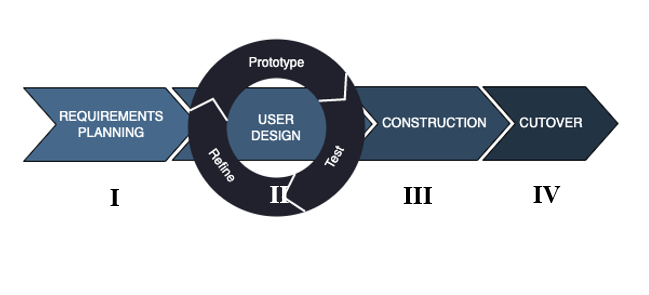 Prototype
REQUIREMENTS
PLANNING
USER
DESIGN
CONSTRUCTION
CUTOVER
Refine
Test
I
II
III
IV